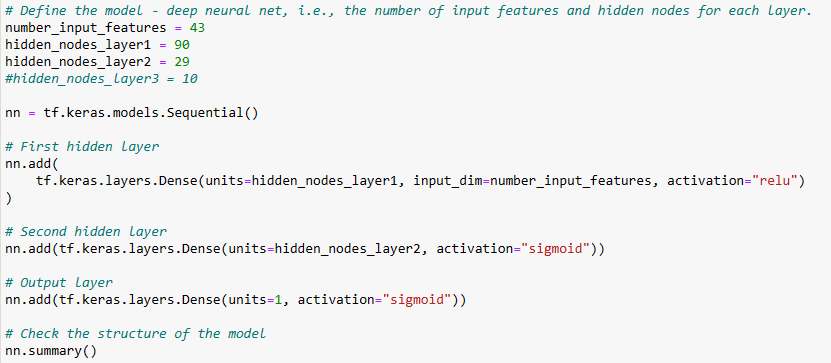 # Define the model - deep neural net, i.e., the number of input features and hidden nodes for each layer.
number_input_features = 43
hidden_nodes_layer1 = 90
hidden_nodes_layer2 = 29
#hidden_nodes_layer3 = 10

nn = tf.keras.models.Sequential()

# First hidden layer
nn.add(
    tf.keras.layers.Dense(units=hidden_nodes_layer1, input_dim=number_input_features, activation="relu")
)

# Second hidden layer
nn.add(tf.keras.layers.Dense(units=hidden_nodes_layer2, activation="sigmoid"))

# Output layer
nn.add(tf.keras.layers.Dense(units=1, activation="sigmoid"))

# Check the structure of the model
nn.summary()